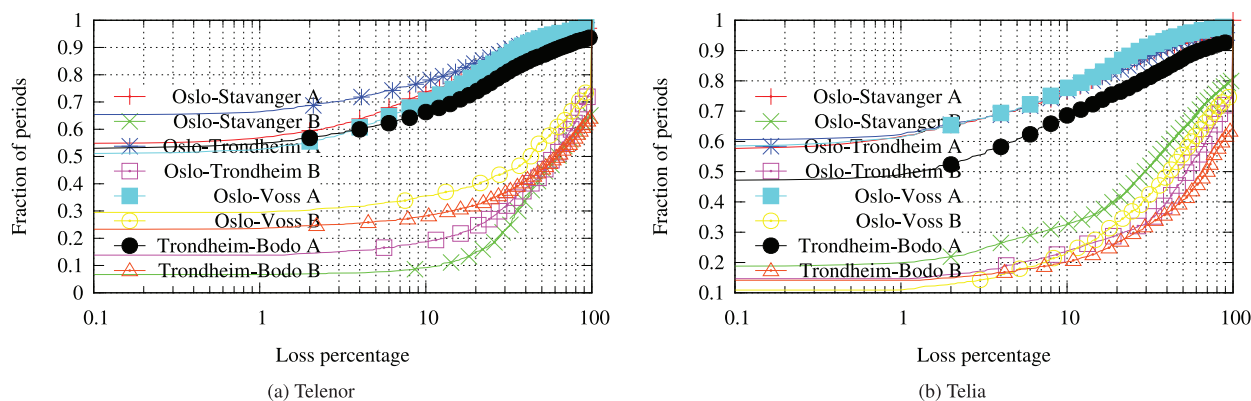 1
0.9
0.8
0.7
0.6
0.5
0.4
0.3
0.2
0.1
0
Fraction of periods
Oslo-Stavanger A
Oslo-Stavanger B
Oslo-Trondheim A
Oslo-Trondheim B
Oslo-Voss A
Oslo-Voss B
Trondheim-Bodo A
Trondheim-Bodo B
0.1 1 10 100
Loss percentage
(a) Telenor
1
0.9
0.8
0.7
0.6
0.5
0.4
0.3
0.2
0.1
Fraction of periods
Oslo-Stavanger A
Oslo-Stavanger B
Oslo-Trondheim A
Oslo-Trondheim B
Oslo-Voss A
Oslo-Voss B
Trondheim-Bodo A
Trondheim-Bodo B
0.1 1 10 100
Loss percentage
(b) Telia